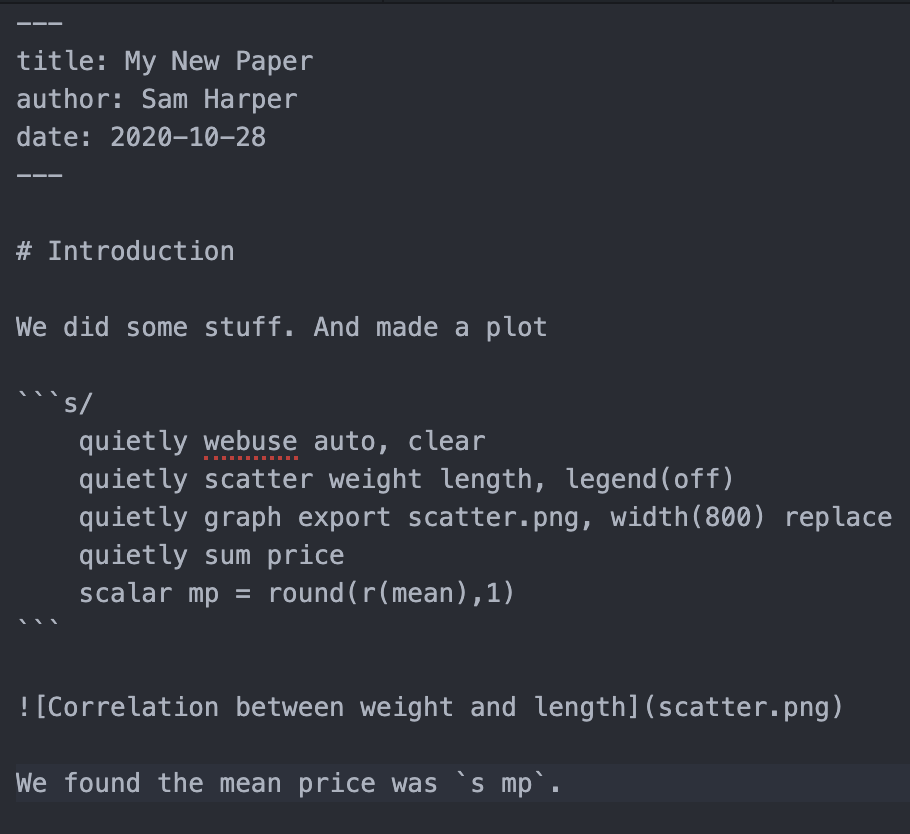 ---
title: My New Paper
author: Sam Harper
date: 2020-10-28
---

# Introduction

We did some stuff. And made a plot

```s/
    quietly webuse auto, clear
    quietly scatter weight length, legend(off)
    quietly graph export scatter.png, width(800) replace
    quietly sum price
    scalar mp = round(r(mean),1)
```

![Correlation between weight and length](scatter.png)

We found the mean price was `s mp`.